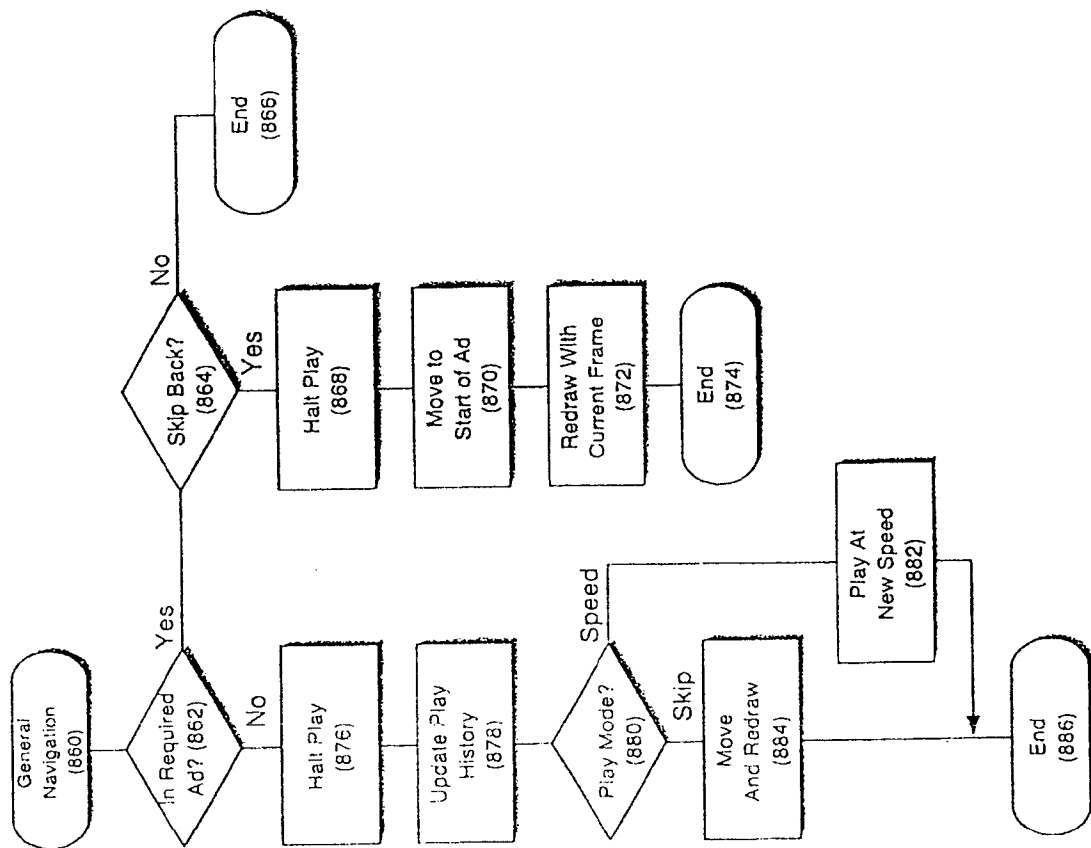 General
Navigation
(860)
In Required
Ad? (862)
Yes
No
Skip Back?
(864)
No
Yes
End
(866)
Halt Play
(868)
Move to
Start of Ad
(870)
Redraw With
Current Frame
(872)
End
(874)
Halt Play
(876)
Update Play
History
(878)
Play Mode?
(880)
Speed
Skip
Play At
New Speed
(882)
Move
And Redraw
(884)
End
(886)